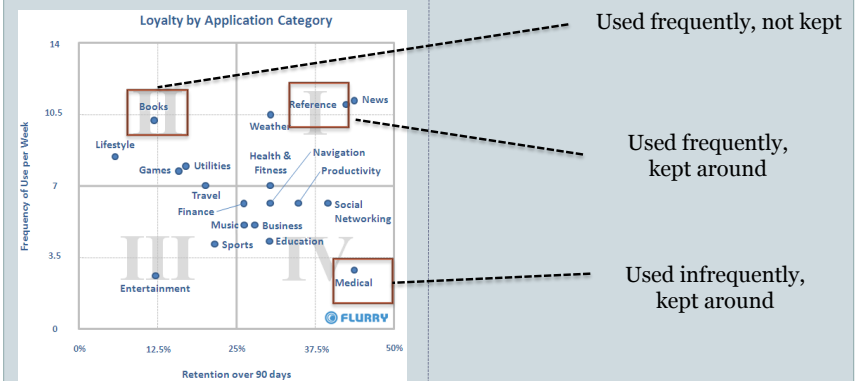 Loyalty by Application Category
Used frequently, not kept
14
Books
II
Reference
I
News
10.5
Weather
Lifestyle
Games
Utilities
Health &
Fitness
Navigation
Productivity
Used frequently,
kept around
7
Travel
Finance
Social
Networking
Music
Business
Sports
Education
3.5
III
IV
Entertainment
Medical
Used infrequently,
kept around
FLURRY
0
0%
12.5%
25%
37.5%
50%
Frequency of Use per Week
Retention over 90 days